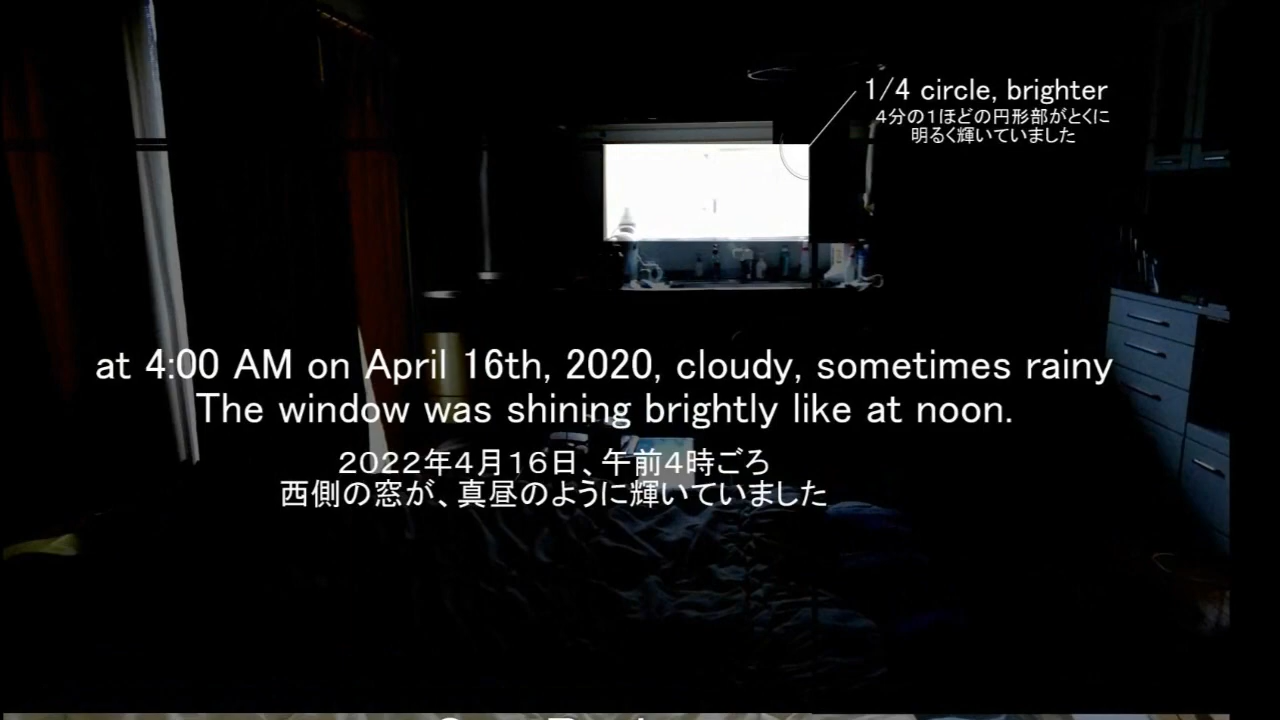 1/4 circle, brighter
4分の1ほどの円形部がとくに
明るく輝いていました
at 4:00 AM on April 16th, 2020, cloudy, sometimes rainy
The window was shining brightly like at noon.
２０２２年４月１６日、午前４時ごろ
西側の窓が、真昼のように輝いていました